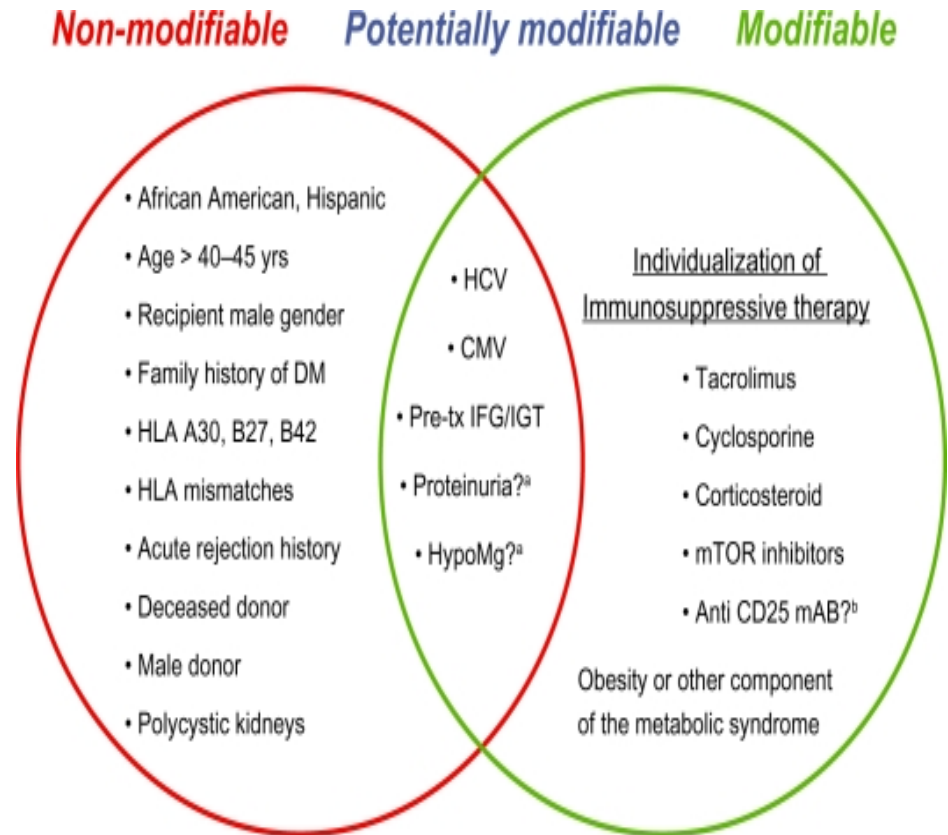 Non-modifiable Potentially modifiable Modifiable
• African American, Hispanic
• Age > 40–45 yrs
• Recipient male gender
• Family history of DM
• HLA A30, B27, B42
• HLA mismatches
• Acute rejection history
• Deceased donor
• Male donor
• Polycystic kidneys
• HCV
• CMV
• Pre-tx IFG/IGT
• Proteinuria?ᵃ
• HypoMg?ᵃ
Individualization of
Immunosuppressive therapy
• Tacrolimus
• Cyclosporine
• Corticosteroid
• mTOR inhibitors
• Anti CD25 mAB?ᵇ
Obesity or other component
of the metabolic syndrome